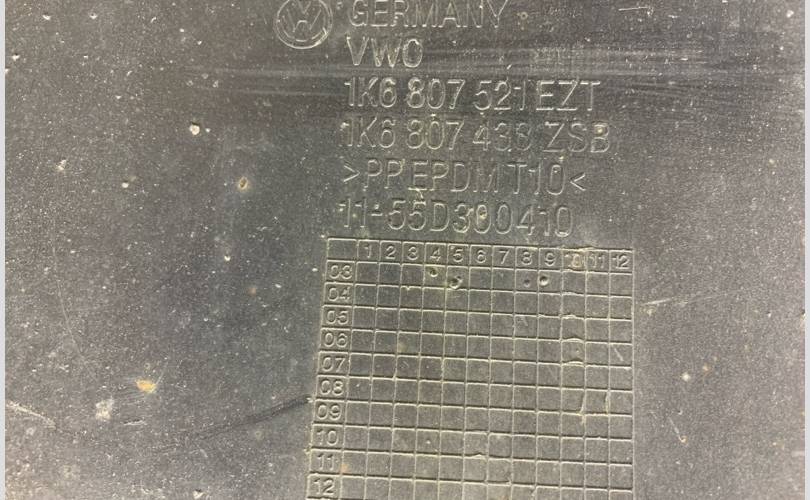 GERMANY
VWO
1K6 807 521 EZT
1K6 807 433 ZSB
>PP EPDM T10<
11-55D300410
1 2 3 4 5 6 7 8 9 10 11 12
03
04
05
06
07
08
09
10
11
12